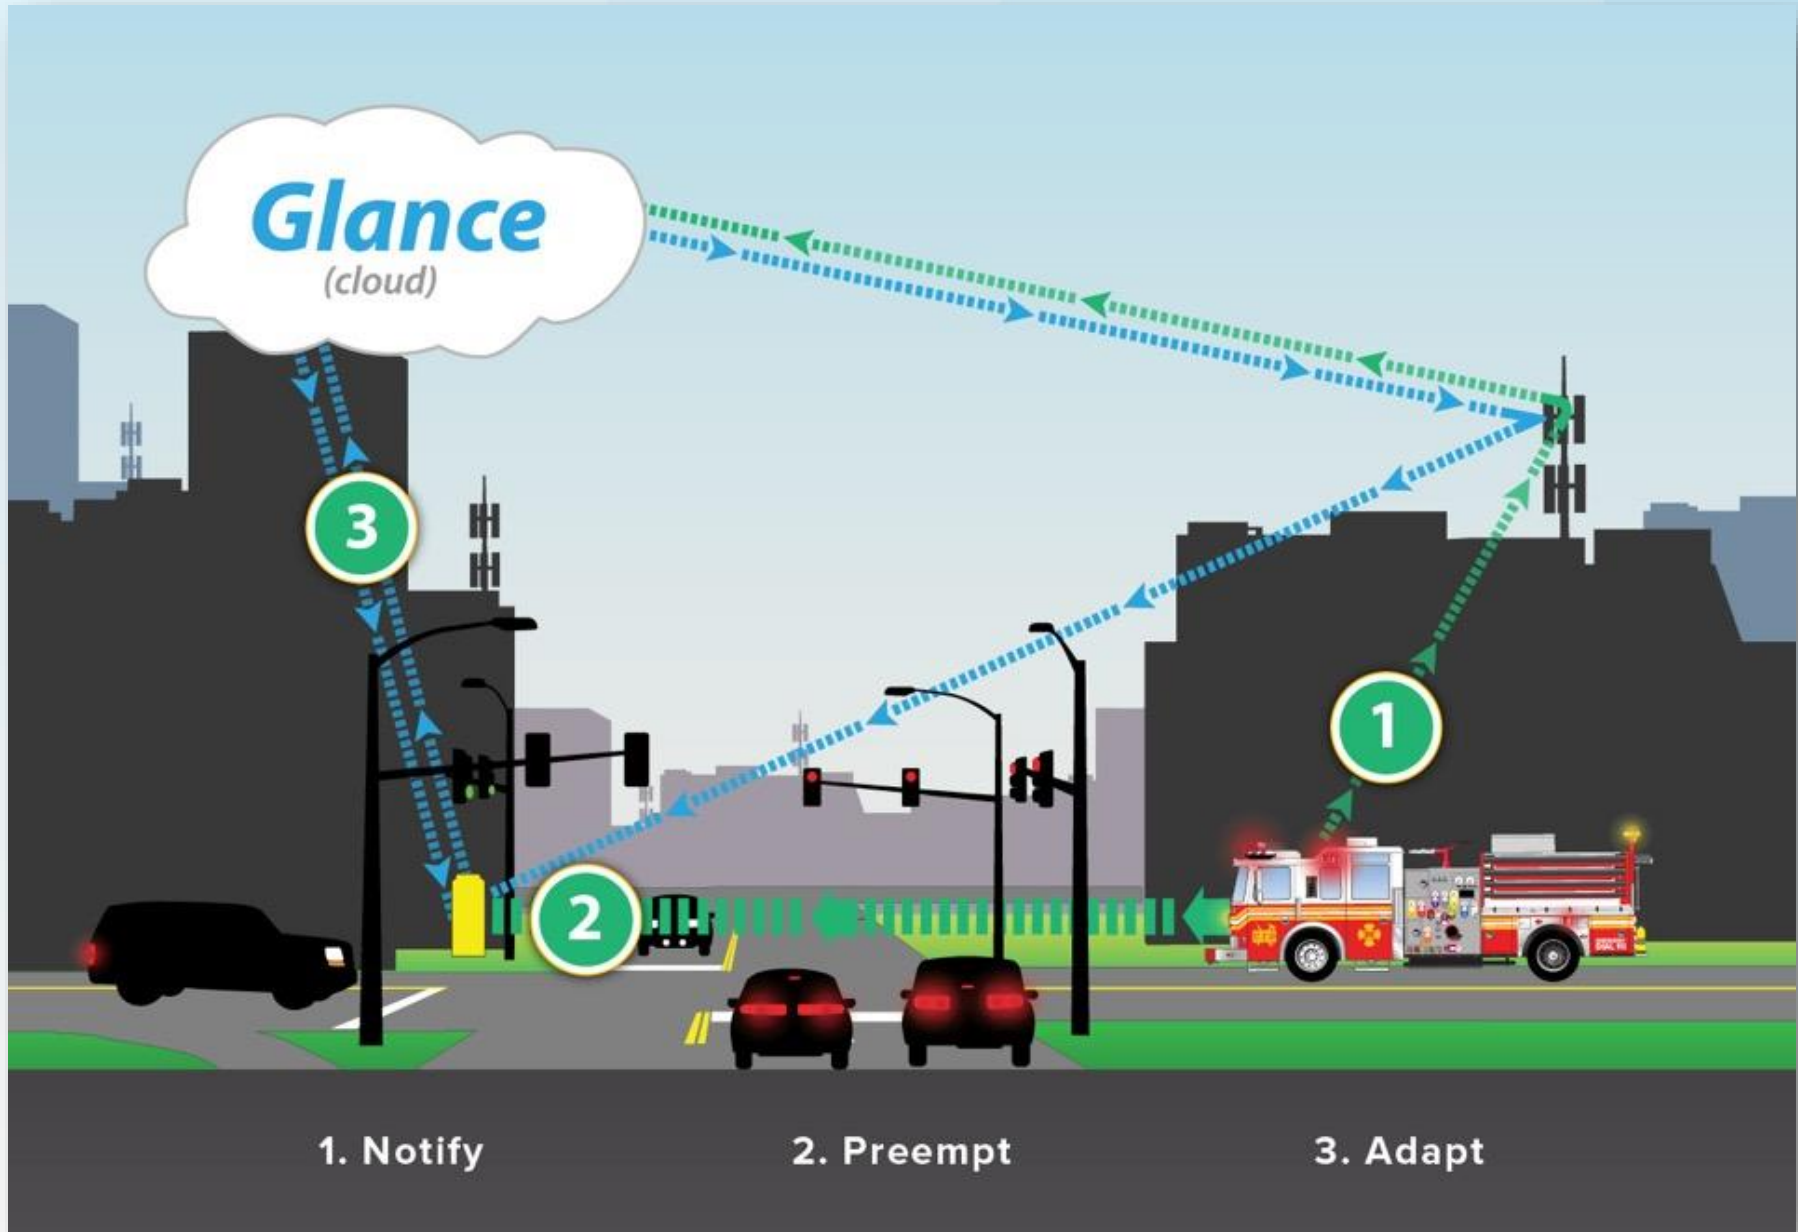 Glance
(cloud)
3
1
2
1. Notify
2. Preempt
3. Adapt